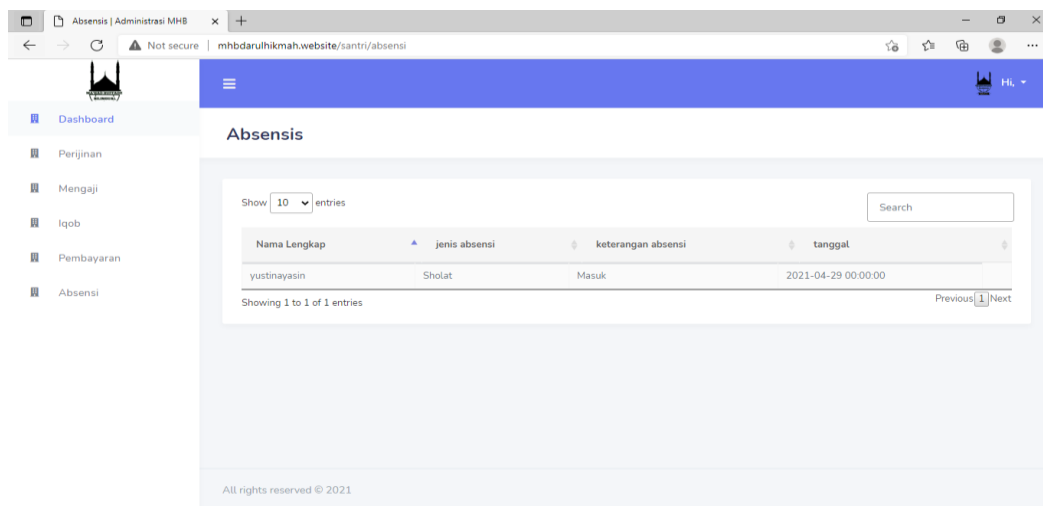 Absensis | Administrasi MHB
Not secure | mhbdarulhikmah.website/santri/absensi
Hi,
Dashboard
Perijinan
Mengaji
Iqob
Pembayaran
Absensi
Absensis
Show 10 entries
Search
Nama Lengkap jenis absensi keterangan absensi tanggal
yustinayasin Sholat Masuk 2021-04-29 00:00:00
Showing 1 to 1 of 1 entries
Previous 1 Next
All rights reserved © 2021